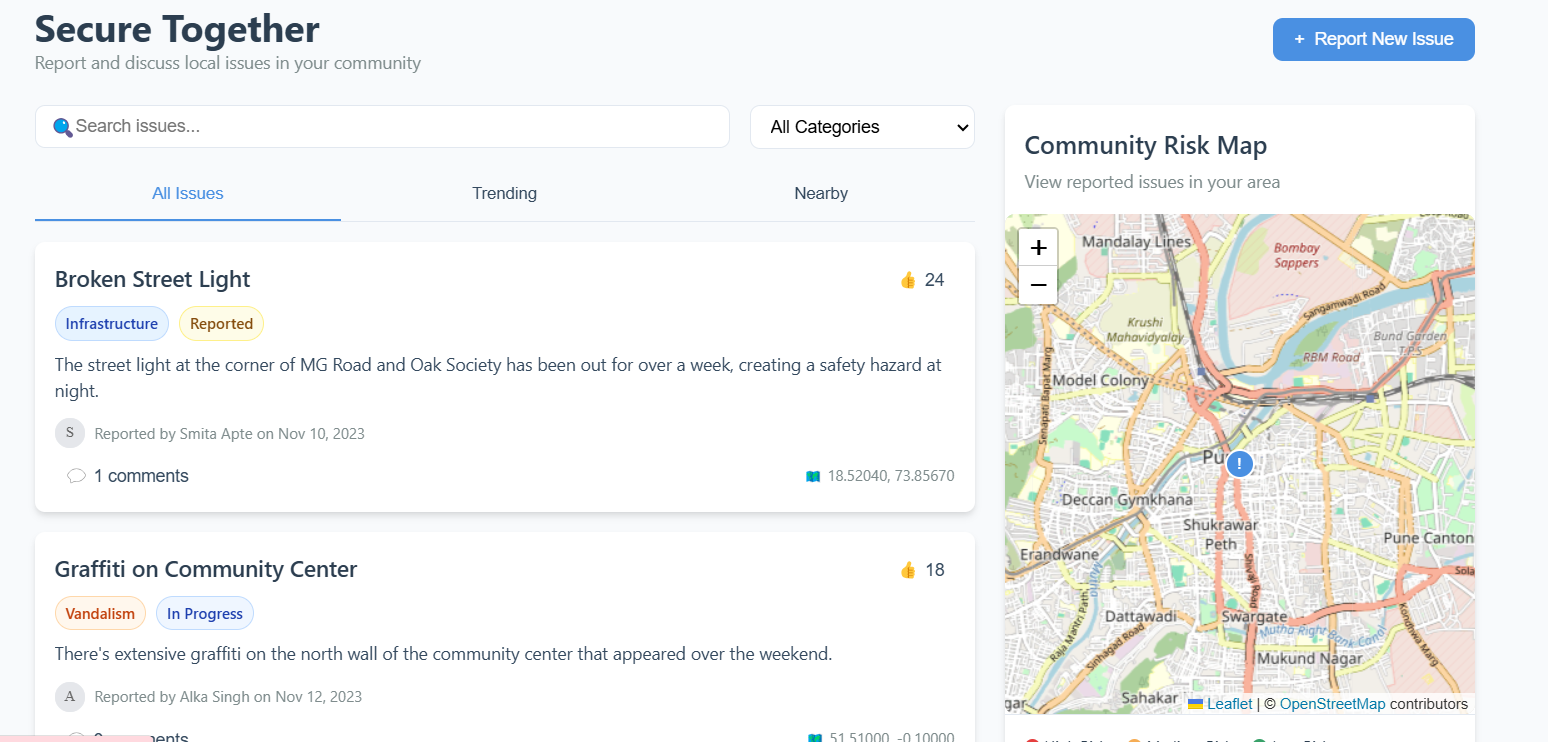 Secure Together
Report and discuss local issues in your community
+ Report New Issue
Search issues...
All Categories
All Issues
Trending
Nearby
Broken Street Light
24
Infrastructure
Reported
The street light at the corner of MG Road and Oak Society has been out for over a week, creating a safety hazard at
night.
S
Reported by Smita Apte on Nov 10, 2023
1 comments
18.52040, 73.85670
Graffiti on Community Center
18
Vandalism
In Progress
There's extensive graffiti on the north wall of the community center that appeared over the weekend.
A
Reported by Alka Singh on Nov 12, 2023
51.51000, -0.10000
Community Risk Map
View reported issues in your area
+
−
Mandalay Lines
Bombay
Sappers
Sangamwadi Road
Krushi
Mahavidyalay
Bund Garden
T.P.S.
RBM Road
Model Colony
Senapati Bapat Marg
!
Deccan Gymkhana
Shukrawar
Peth
Pune Canton
Erandwane
Mutha
Shivaji Road
Sola
Dattawadi
Swargate
Mutha Right Bank Canal
Raja Mantri Path
Sinhagad Road
Kondhwa Marg
Mukund Nagar
Sahakar
gar
Leaflet | © OpenStreetMap contributors